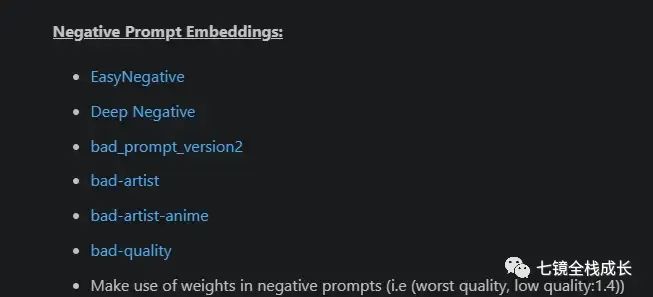 Negative Prompt Embeddings:
EasyNegative
Deep Negative
bad_prompt_version2
bad-artist
bad-artist-anime
bad-quality
七镜全栈成长
Make use of weights in negative prompts (i.e (worst quality, low quality:1.4))